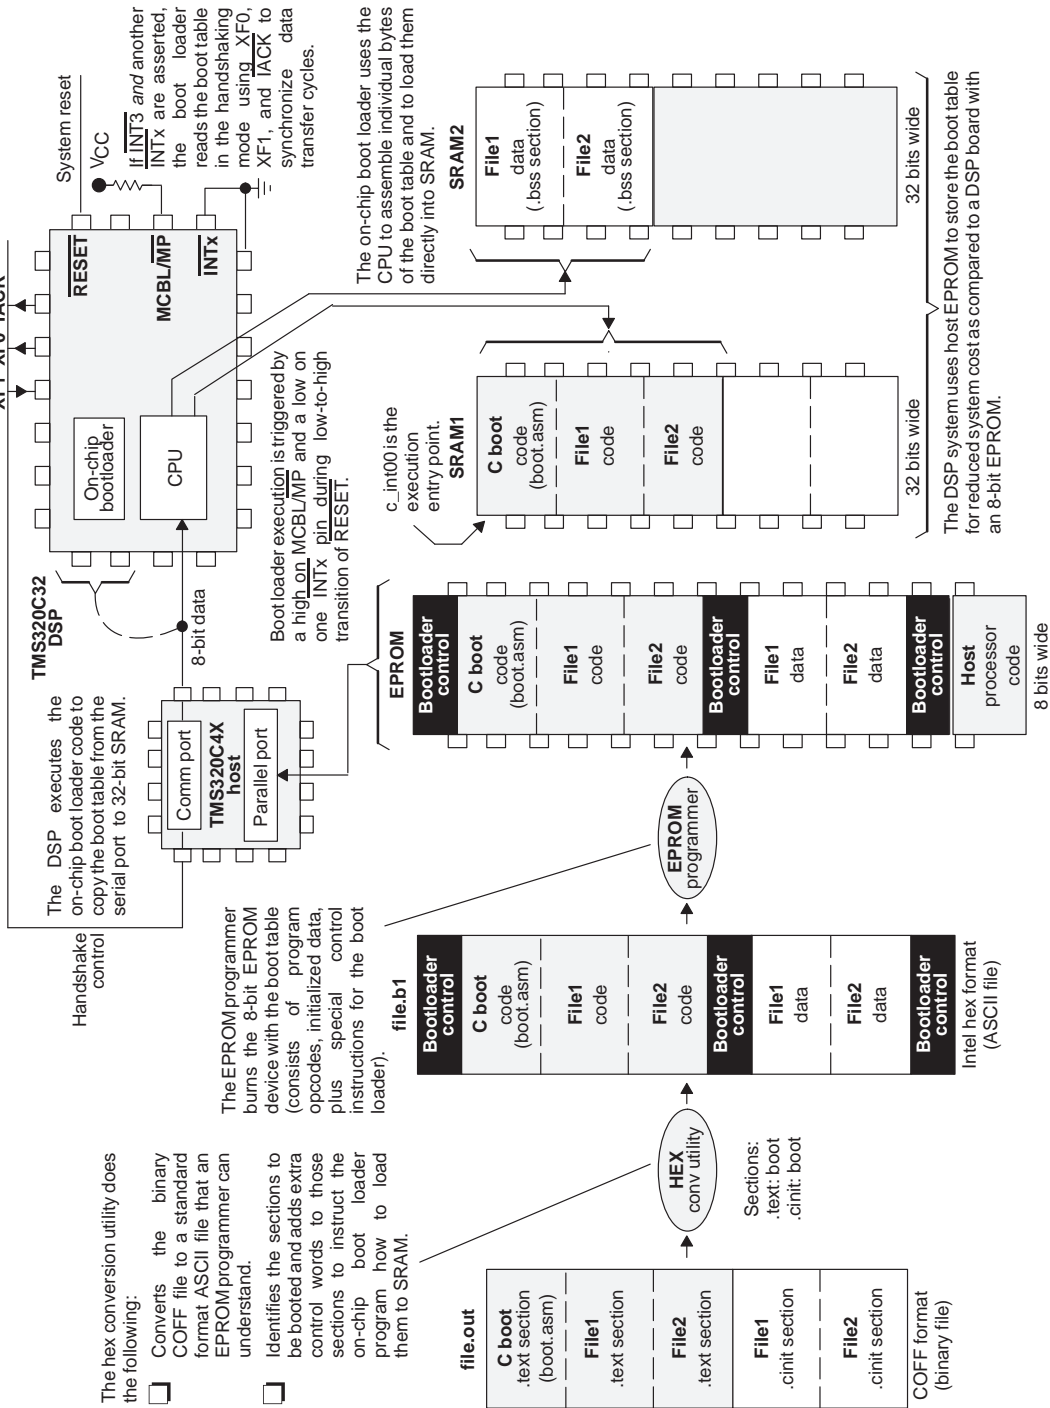 The hex conversion utility does
the following:
Converts the binary
COFF file to a standard
format ASCII file that an
EPROM programmer can
understand.
Identifies the sections to
be booted and adds extra
control words to those
sections to instruct the
on-chip boot loader
program how to load
them to SRAM.
file.out
C boot
.text section
(boot.asm)
File1
.text section
File2
.text section
File1
.cinit section
File2
.cinit section
COFF format
(binary file)
HEX
conv utility
Sections:
.text: boot
.cinit: boot
The EPROM programmer
burns the 8-bit EPROM
device with the boot table
(consists of program
opcodes, initialized data,
plus special control
instructions for the boot
loader).
file.b1
Bootloader
control
C boot
code
(boot.asm)
File1
code
File2
code
Bootloader
control
File1
data
File2
data
Bootloader
control
Intel hex format
(ASCII file)
EPROM
programmer
Handshake
control
The DSP executes the
on-chip boot loader code to
copy the boot table from the
serial port to 32-bit SRAM.
Comm port
TMS320C4X
host
Parallel port
EPROM
Bootloader
control
C boot
code
(boot.asm)
File1
code
File2
code
Bootloader
control
File1
data
File2
data
Bootloader
control
Host
processor
code
8 bits wide
8-bit data
TMS320C32
DSP
On-chip
bootloader
CPU
XF1 XF0 IACK
RESET
MCBL/MP
INTx
System reset
VCC
If INT3 and another
INTx are asserted,
the boot loader
reads the boot table
in the handshaking
mode using XF0,
XF1, and IACK to
synchronize data
transfer cycles.
Boot loader execution is triggered by
a high on MCBL/MP and a low on
one INTx pin during low-to-high
transition of RESET.
The on-chip boot loader uses the
CPU to assemble individual bytes
of the boot table and to load them
directly into SRAM.
c_int00 is the
execution
entry point.
SRAM1
C boot
code
(boot.asm)
File1
code
File2
code
32 bits wide
SRAM2
File1
data
(.bss section)
File2
data
(.bss section)
32 bits wide
The DSP system uses host EPROM to store the boot table
for reduced system cost as compared to a DSP board with
an 8-bit EPROM.